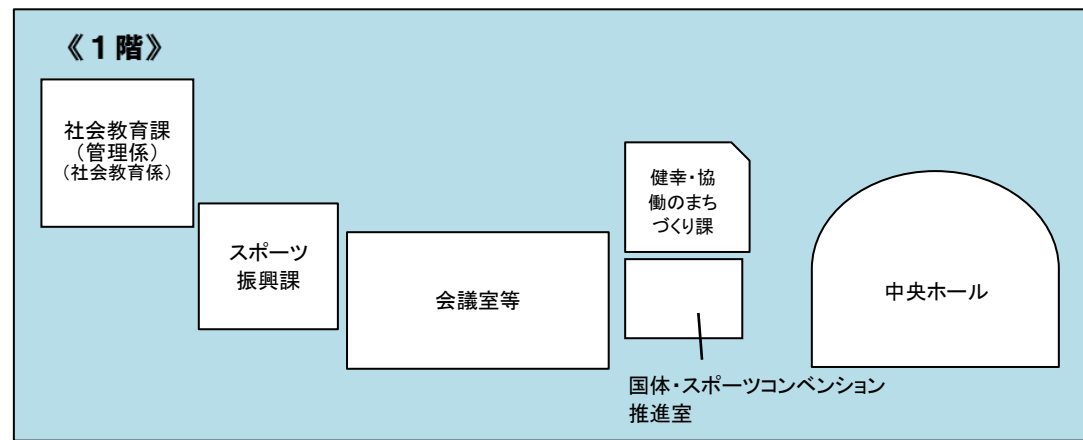 《１階》
社会教育課
（管理係）
（社会教育係）
スポーツ
振興課
会議室等
健幸・協
働のまち
づくり課
国体・スポーツコンベンション
推進室
中央ホール